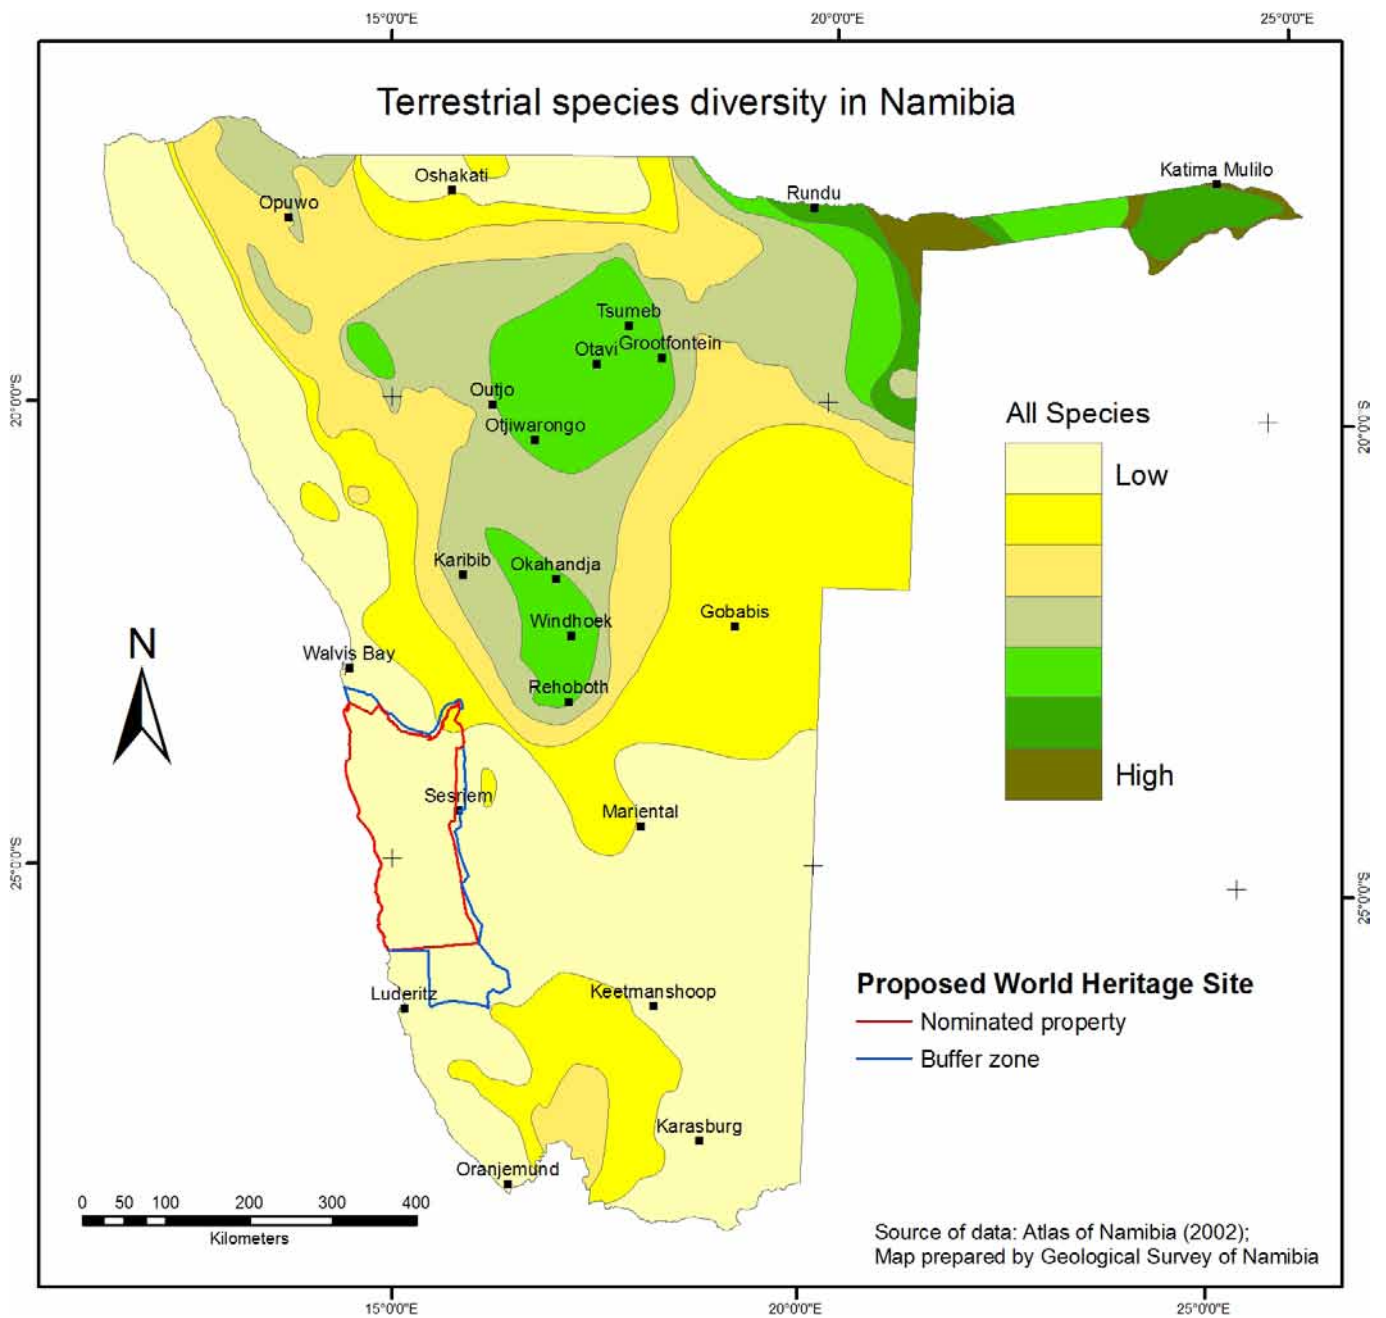 15°0'0"E
20°0'0"E
25°0'0"E
Terrestrial species diversity in Namibia
Katima Mulilo
Oshakati
Rundu
Opuwo
Tsumeb
Otavi
Grootfontein
Outjo
Otjiwarongo
20°0'0"S
20°0'0"S
All Species
Low
High
Karibib
Okahandja
Gobabis
Windhoek
N
Walvis Bay
Rehoboth
Sesriem
Mariental
25°0'0"S
25°0'0"S
Proposed World Heritage Site
Nominated property
Buffer zone
Luderitz
Keetmanshoop
Karasburg
Oranjemund
0 50 100 200 300 400
Kilometers
Source of data: Atlas of Namibia (2002);
Map prepared by Geological Survey of Namibia
15°0'0"E
20°0'0"E
25°0'0"E